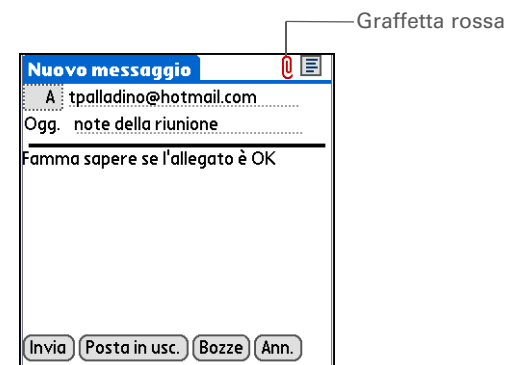 Graffetta rossa
Nuovo messaggio
A tpalladino@hotmail.com
Ogg. note della riunione
Famma sapere se l'allegato è OK
Invia Posta in usc. Bozze Ann.